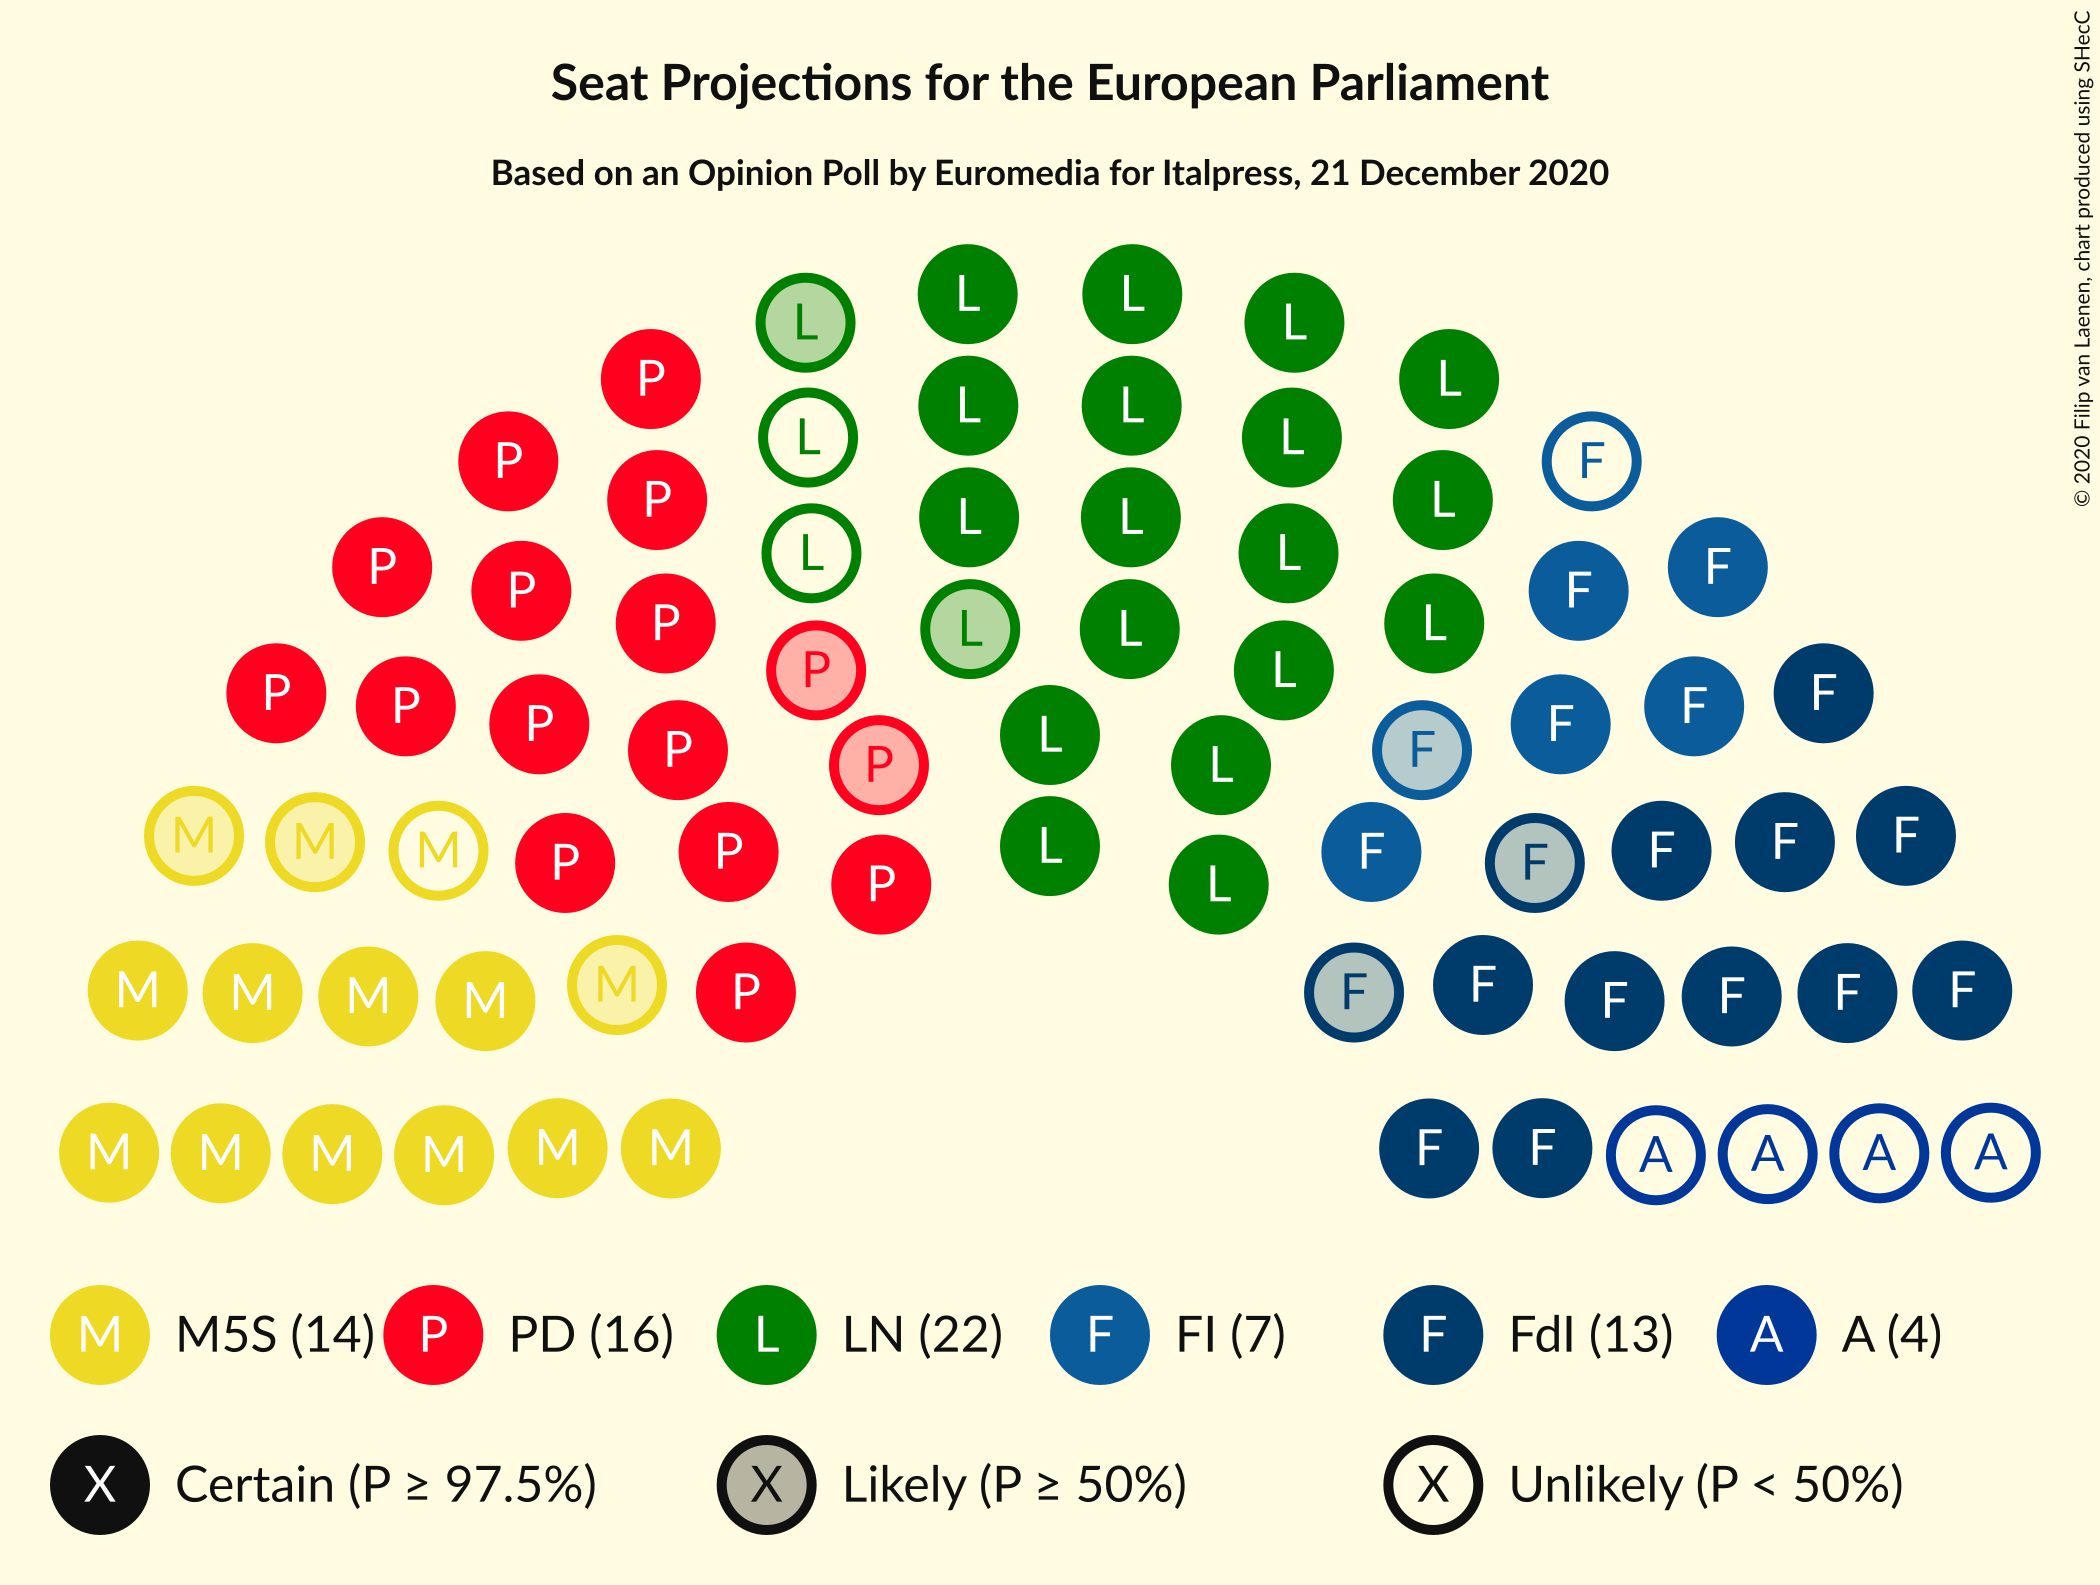 Seat Projections for the European Parliament
Based on an Opinion Poll by Euromedia for Italpress, 21 December 2020
© 2020 Filip van Laenen, chart produced using SHecC
L L
L L
P L
L L
L L
P F
P P L L
L L
L L
P F
P F
P L
L L
P L
P F
P P F F
P P F F
P L
P L
M M F F
M M P P F F F F
P L
M M M M M P F F F F F F
M M M M M M F F A A A A
M M5S (14) P PD (16) L LN (22) F FI (7) F FdI (13) A A (4)
X Certain (P ≥ 97.5%) X Likely (P ≥ 50%) X Unlikely (P < 50%)